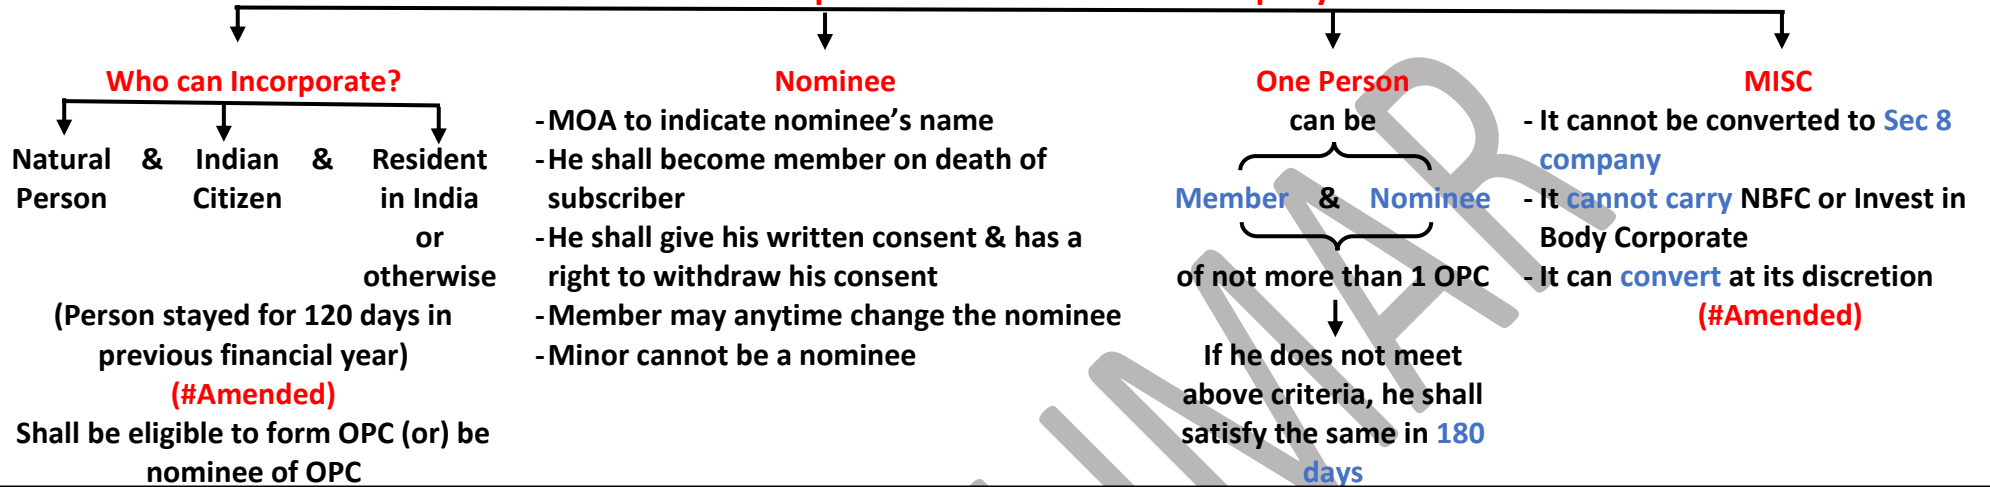 Who can Incorporate?
Natural & Indian & Resident
Person Citizen in India
or
otherwise
(Person stayed for 120 days in
previous financial year)
(#Amended)
Shall be eligible to form OPC (or) be
nominee of OPC
Nominee
-MOA to indicate nominee’s name
-He shall become member on death of
subscriber
-He shall give his written consent & has a
right to withdraw his consent
-Member may anytime change the nominee
-Minor cannot be a nominee
One Person
can be
Member & Nominee
of not more than 1 OPC
If he does not meet
above criteria, he shall
satisfy the same in 180
days
MISC
- It cannot be converted to Sec 8
company
- It cannot carry NBFC or Invest in
Body Corporate
- It can convert at its discretion
(#Amended)